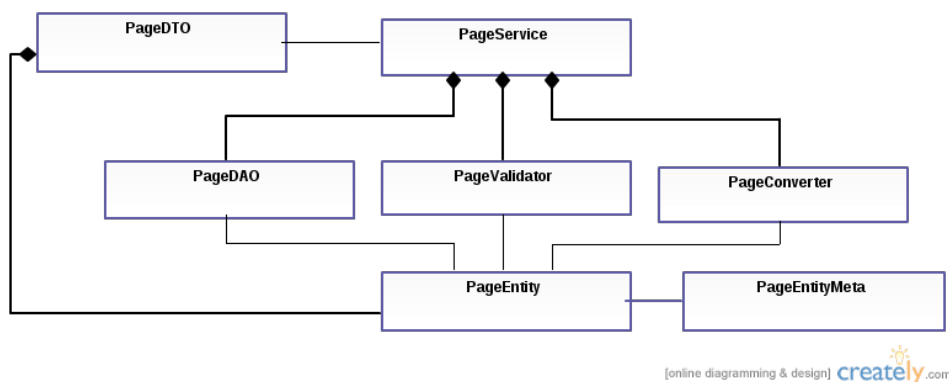 PageDTO
PageService
PageDAO
PageValidator
PageConverter
PageEntity
PageEntityMeta
[online diagramming & design] creately.com